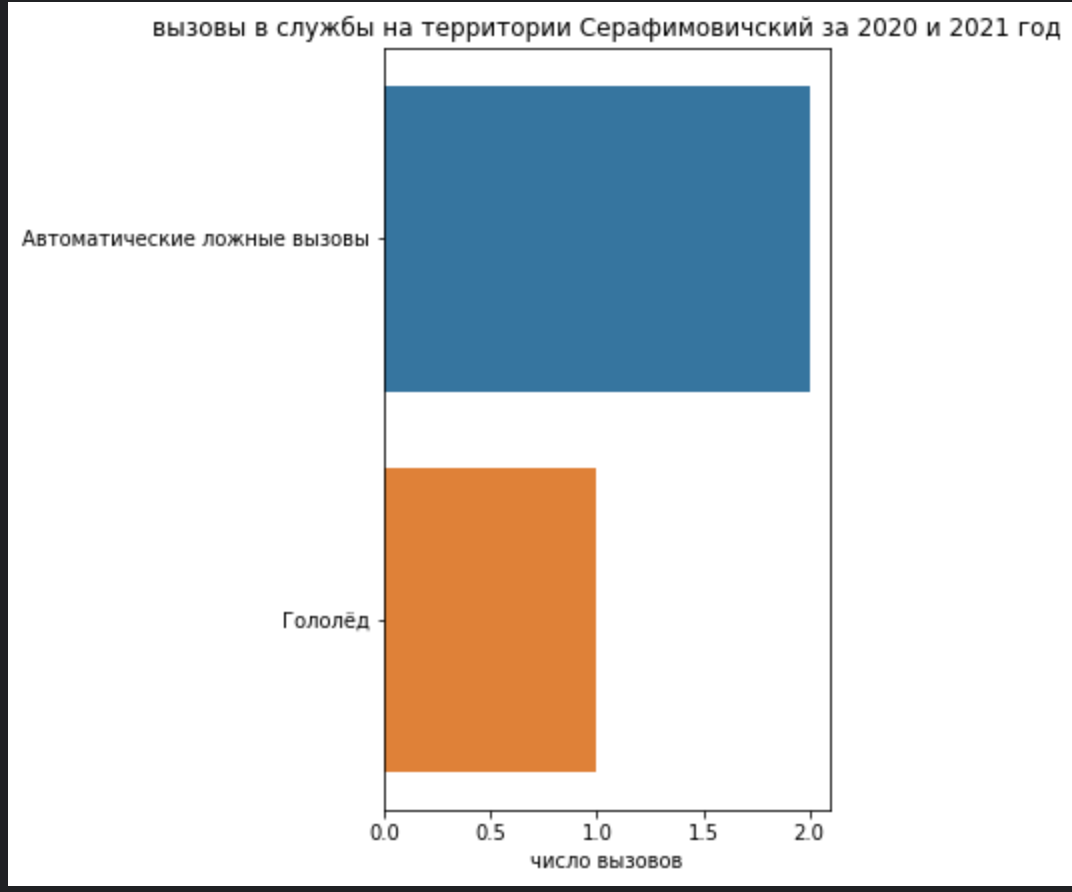 вызовы в службы на территории Серафимовичский за 2020 и 2021 год
Автоматические ложные вызовы
Гололёд
0.0 0.5 1.0 1.5 2.0
число вызовов